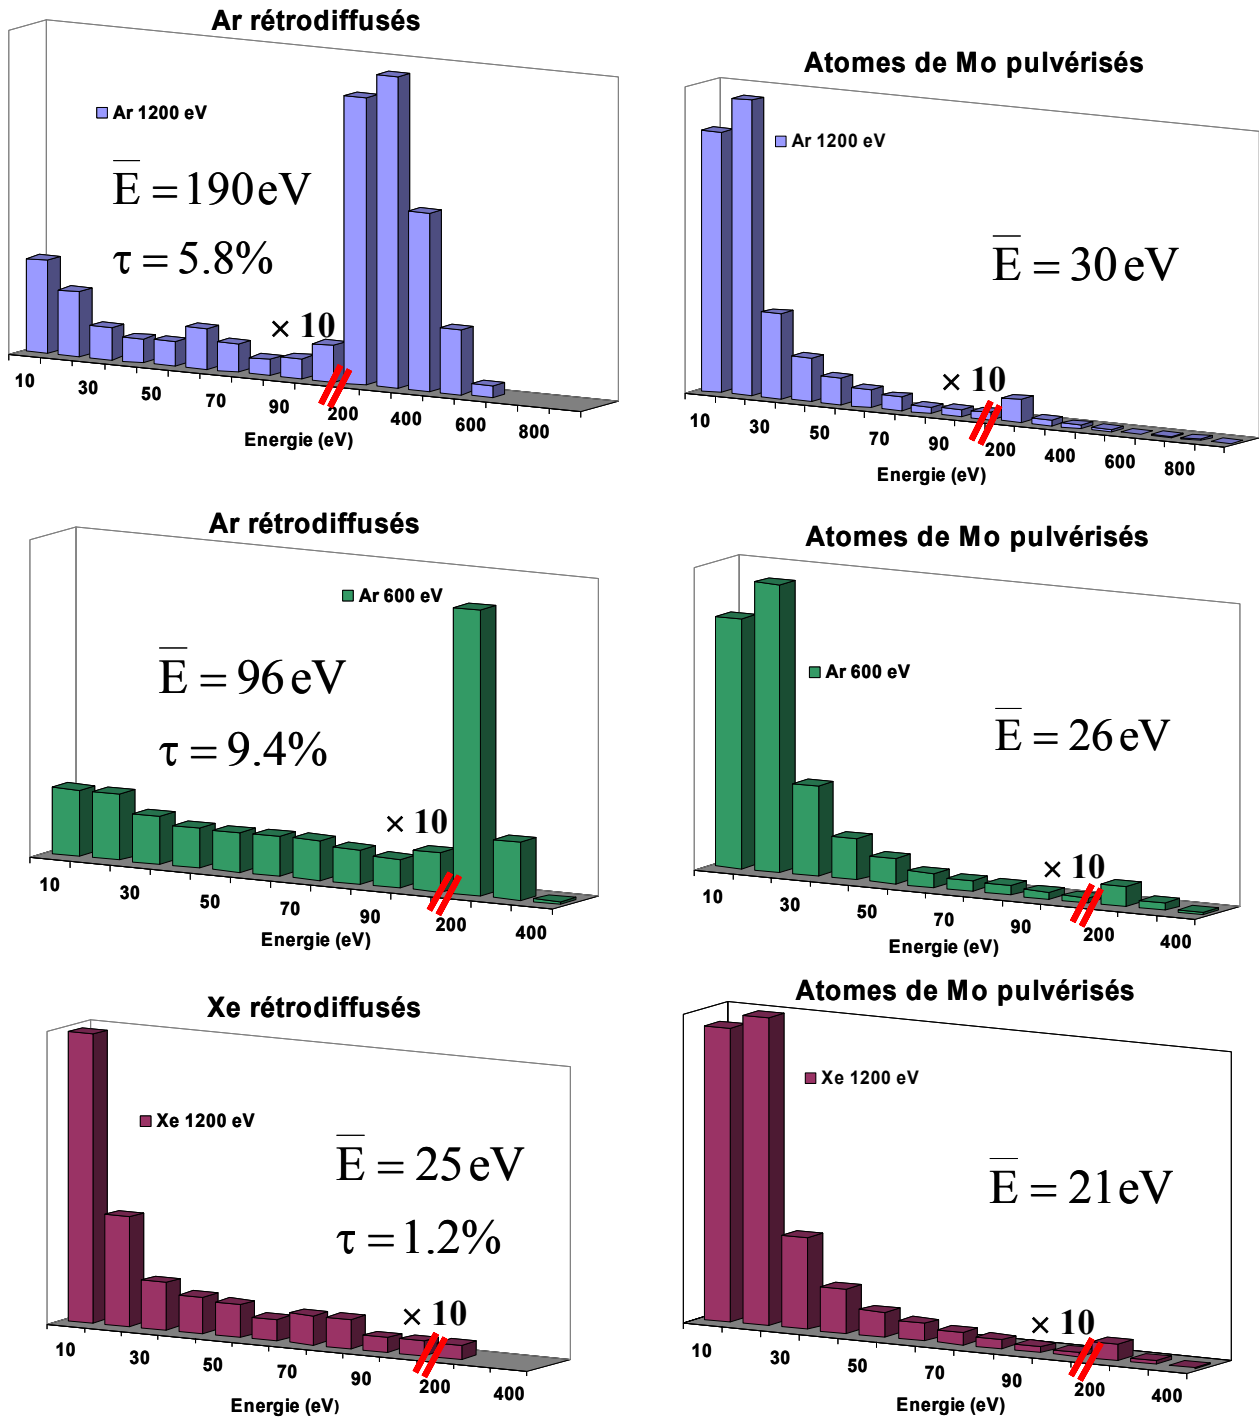 Ar rétrodiffusés
Ar 1200 eV
E = 190 eV
τ = 5.8%
× 10
10 30 50 70 90 200 400 600 800
Energie (eV)
Atomes de Mo pulvérisés
Ar 1200 eV
E = 30 eV
× 10
10 30 50 70 90 200 400 600 800
Energie (eV)
Ar rétrodiffusés
Ar 600 eV
E = 96 eV
τ = 9.4%
× 10
10 30 50 70 90 200 400
Energie (eV)
Atomes de Mo pulvérisés
Ar 600 eV
E = 26 eV
× 10
10 30 50 70 90 200 400
Energie (eV)
Xe rétrodiffusés
Xe 1200 eV
E = 25 eV
τ = 1.2%
× 10
10 30 50 70 90 200 400
Energie (eV)
Atomes de Mo pulvérisés
Xe 1200 eV
E = 21 eV
× 10
10 30 50 70 90 200 400
Energie (eV)